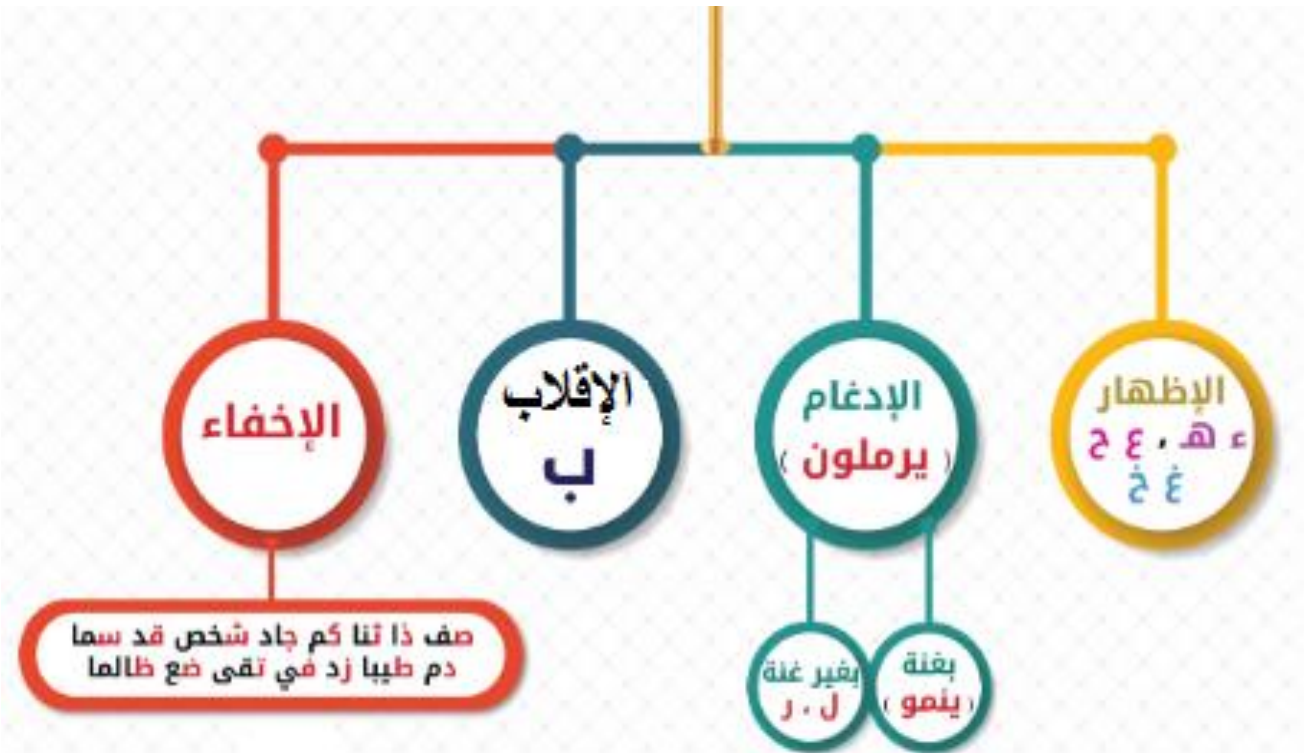 الإظهار
ء هـ ، ع ح
غ خ
الإدغام
( يرملون )
بغنة
( ينمو )
بغير غنة
ل ، ر
الإقلاب
ب
الإخفاء
صف ذا ثنا كم جاد شخص قد سما
دم طيبا زد في تقى ضع ظالما